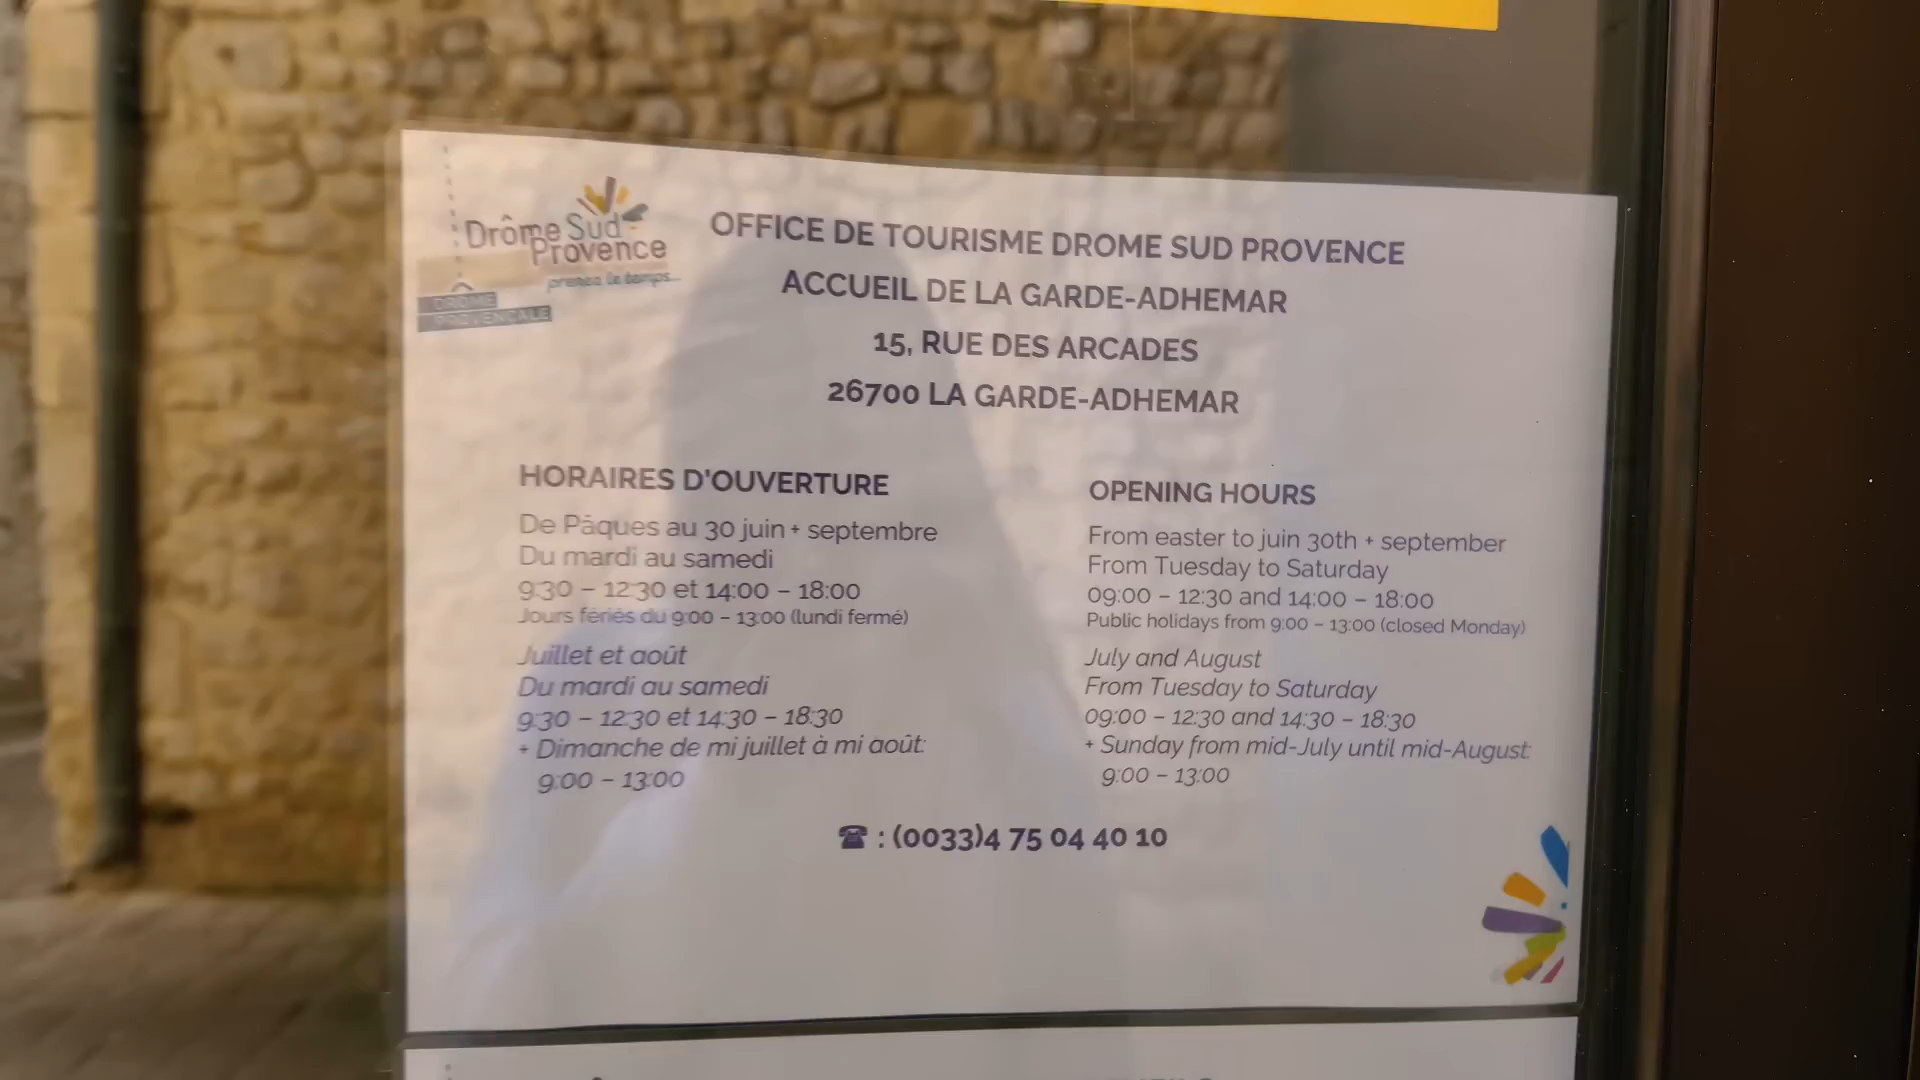 Drôme Sud
Provence
prenez le temps...
DRÔME
PROVENÇALE
OFFICE DE TOURISME DROME SUD PROVENCE
ACCUEIL DE LA GARDE-ADHEMAR
15, RUE DES ARCADES
26700 LA GARDE-ADHEMAR
HORAIRES D'OUVERTURE
De Pâques au 30 juin + septembre
Du mardi au samedi
9:30 – 12:30 et 14:00 – 18:00
Jours fériés du 9:00 – 13:00 (lundi fermé)
Juillet et août
Du mardi au samedi
9:30 – 12:30 et 14:30 – 18:30
+ Dimanche de mi juillet à mi août:
9:00 – 13:00
OPENING HOURS
From easter to juin 30th + september
From Tuesday to Saturday
09:00 – 12:30 and 14:00 – 18:00
Public holidays from 9:00 – 13:00 (closed Monday)
July and August
From Tuesday to Saturday
09:00 – 12:30 and 14:30 – 18:30
+ Sunday from mid-July until mid-August:
9:00 – 13:00
☎ : (0033)4 75 04 40 10